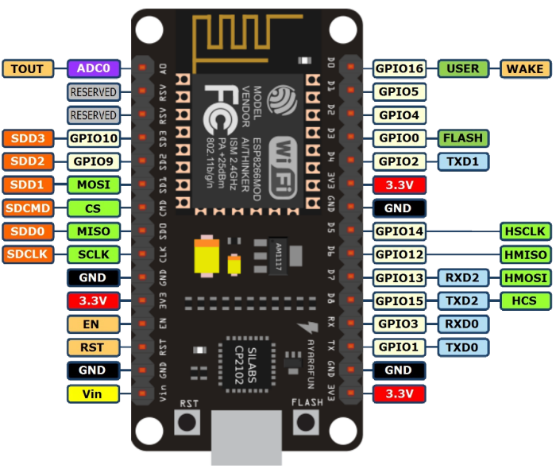 TOUT ADC0
RESERVED
RESERVED
SDD3 GPIO10
SDD2 GPIO9
SDD1 MOSI
SDCMD CS
SDD0 MISO
SDCLK SCLK
GND
3.3V
EN
RST
GND
Vin
A0
RSV
RSV
SD3
SD2
SD1
CMD
SD0
CLK
GND
3V3
EN
RST
GND
Vin
MODEL ESP8266MOD
VENDOR AI/THINKER
ISM 2.4GHz
PA +25dBm
802.11b/g/n
FC
Wi Fi
AM1117
SILABS
CP2102
AYARAFUN
RST
FLASH
D0
D1
D2
D3
D4
3V3
GND
D5
D6
D7
D8
RX
TX
GND
3V3
GPIO16 USER WAKE
GPIO5
GPIO4
GPIO0 FLASH
GPIO2 TXD1
3.3V
GND
GPIO14 HSCLK
GPIO12 HMISO
GPIO13 RXD2 HMOSI
GPIO15 TXD2 HCS
GPIO3 RXD0
GPIO1 TXD0
GND
3.3V